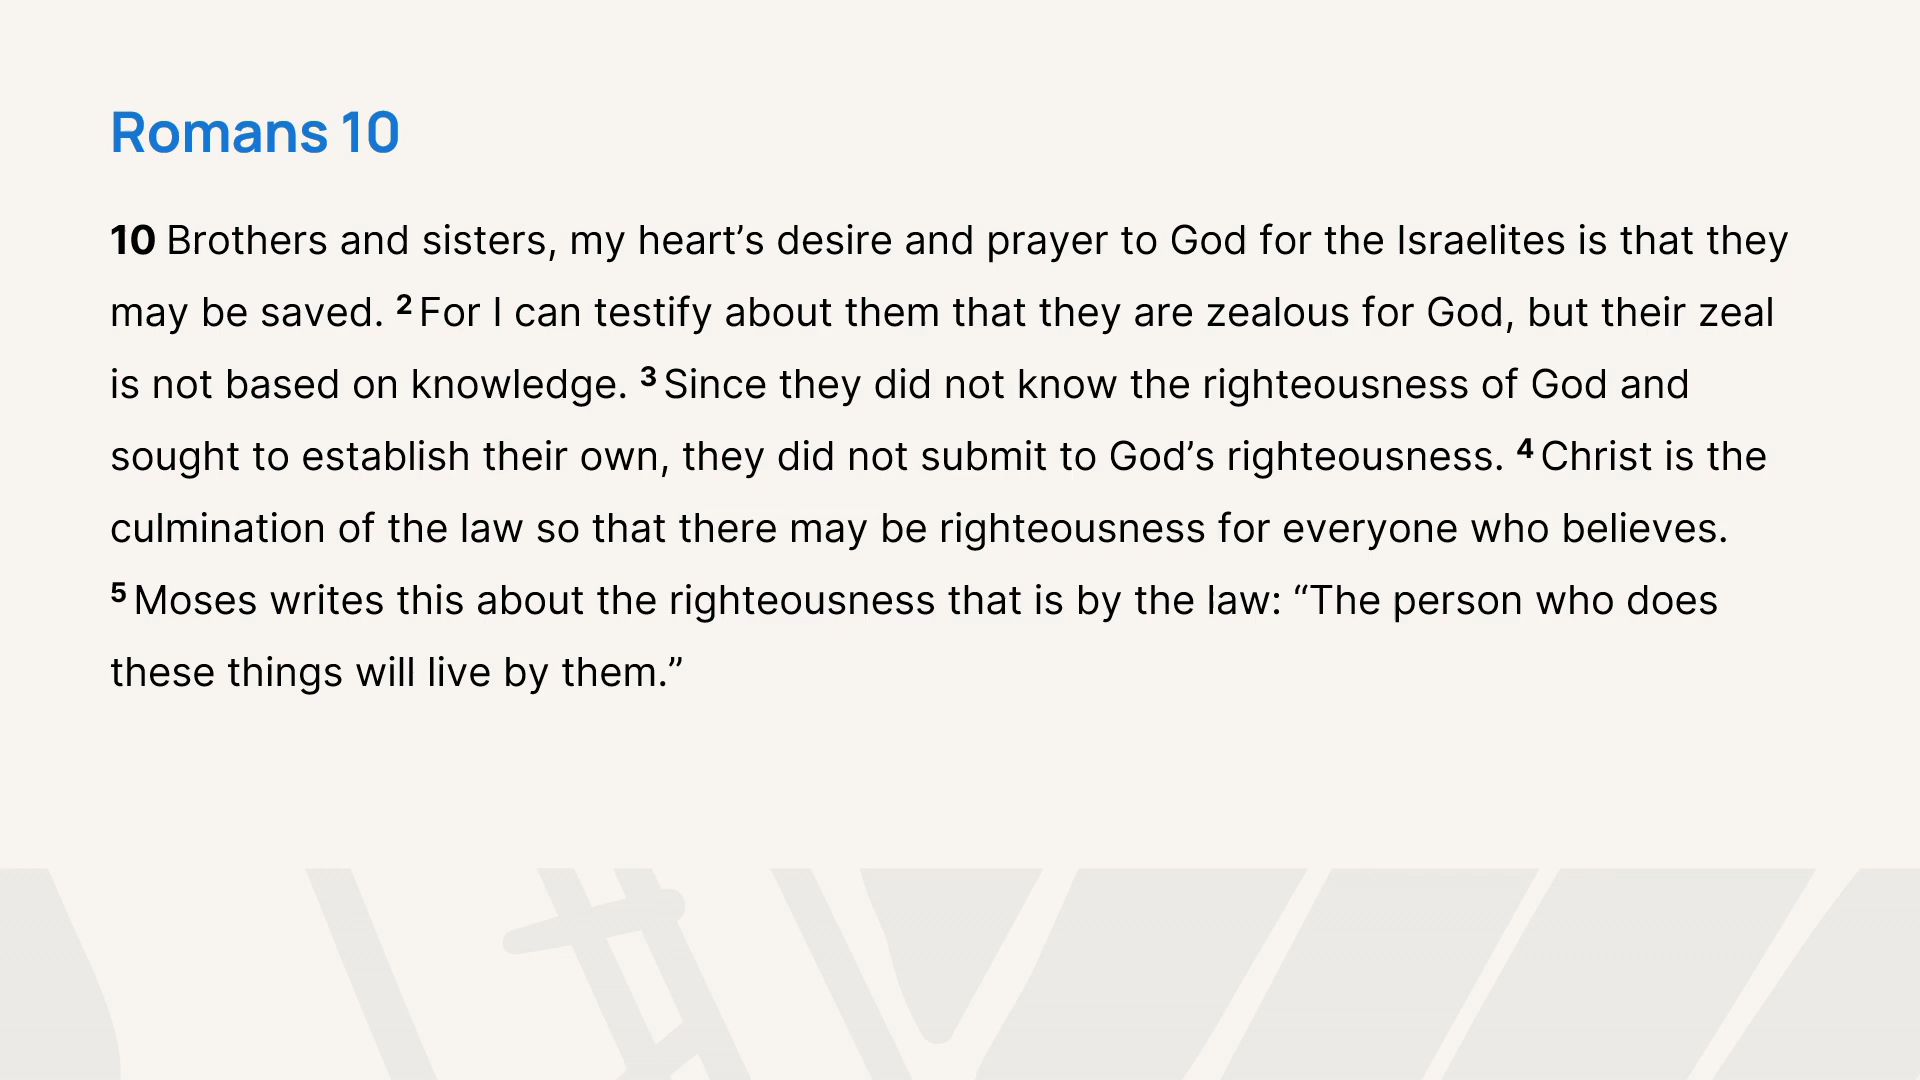 Romans 10
10 Brothers and sisters, my heart’s desire and prayer to God for the Israelites is that they
may be saved. 2 For I can testify about them that they are zealous for God, but their zeal
is not based on knowledge. 3 Since they did not know the righteousness of God and
sought to establish their own, they did not submit to God’s righteousness. 4 Christ is the
culmination of the law so that there may be righteousness for everyone who believes.
5 Moses writes this about the righteousness that is by the law: “The person who does
these things will live by them.”